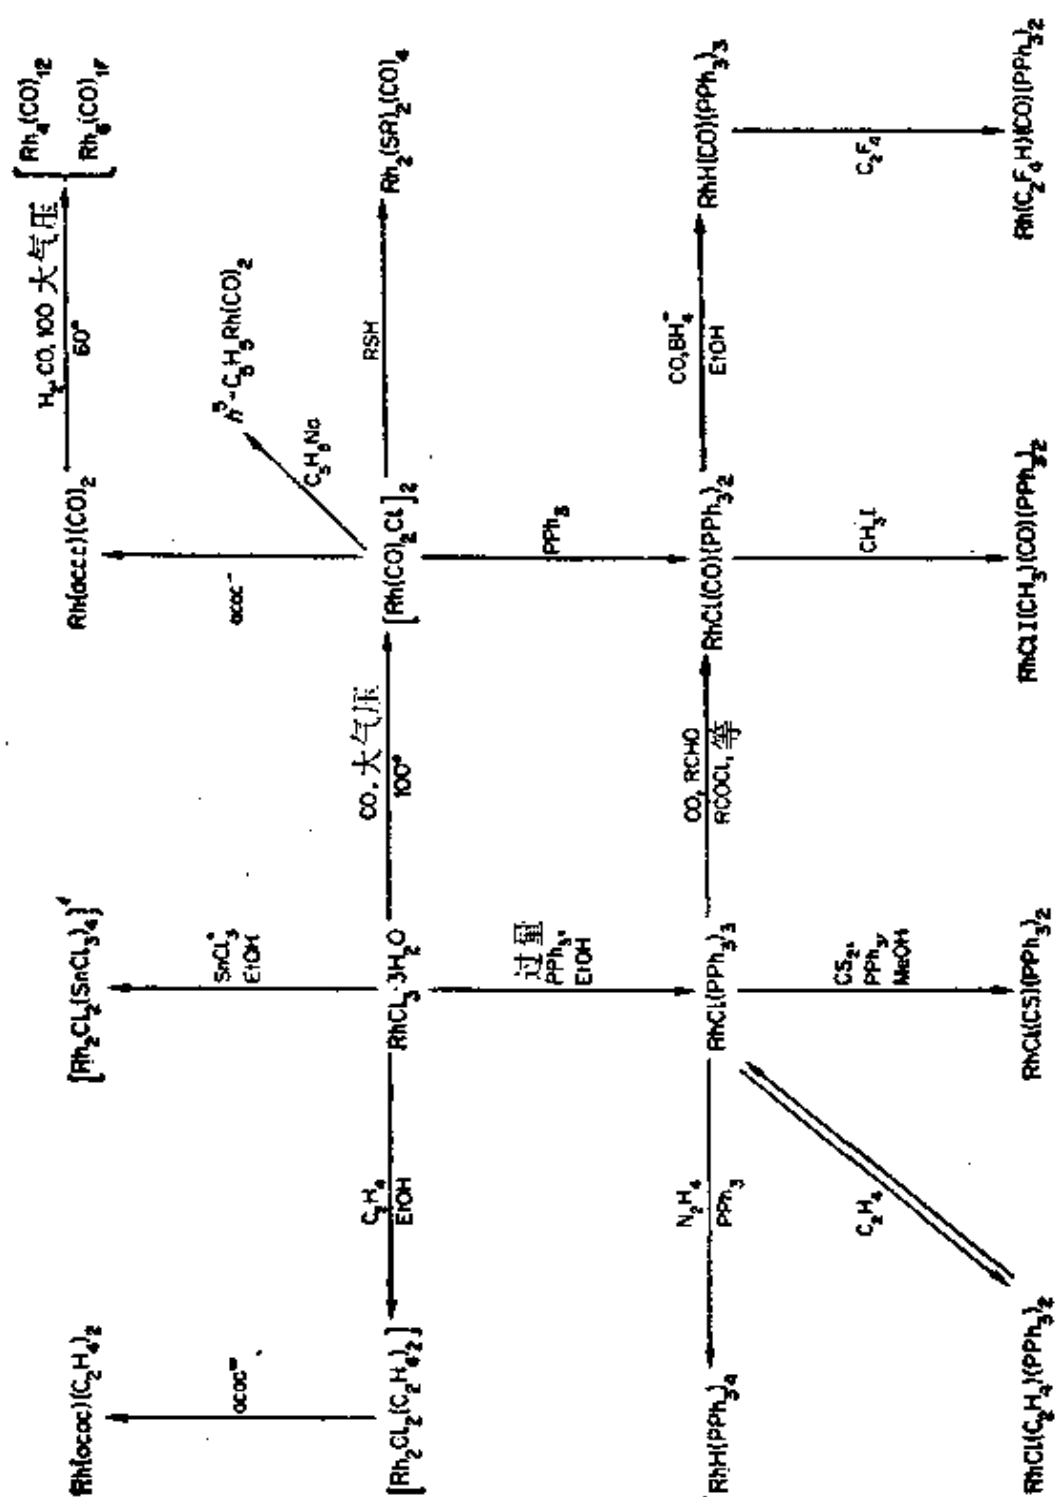 Rh(acac)(C₂H₄)₂
[Rh₂Cl₂(SnCl₃)₄]
Rh(accc)(CO)₂
H₂,CO,100 大气压
60°
Rh₄(CO)₁₂
Rh₆(CO)₁₇
acac⁻
SnCl₃
EtOH
acac⁻
C₅H₅Na
h⁵-C₅H₅Rh(CO)₂
[Rh₂Cl₂(C₂H₄)₂]
C₂H₄
EtOH
RhCl₃·3H₂O
CO, 大气压
100°
[Rh(CO)₂Cl]₂
RSH
Rh₂(SR)₂(CO)₄
过量
PPh₃,
EtOH
PPh₃
RhH(PPh₃)₄
N₂H₄
PPh₃
RhCl(PPh₃)₃
CO, RCHO
RCOCl, 等
RhCl(CO)(PPh₃)₂
CO,BH₄⁻
EtOH
RhH(CO)(PPh₃)₃
C₂H₄
CS₂,
PPh₃,
MeOH
CH₃I
C₂F₄
RhCl(C₂H₄)(PPh₃)₂
RhCl(CS)(PPh₃)₂
RhClI(CH₃)(CO)(PPh₃)₂
Rh(C₂F₄H)(CO)(PPh₃)₂